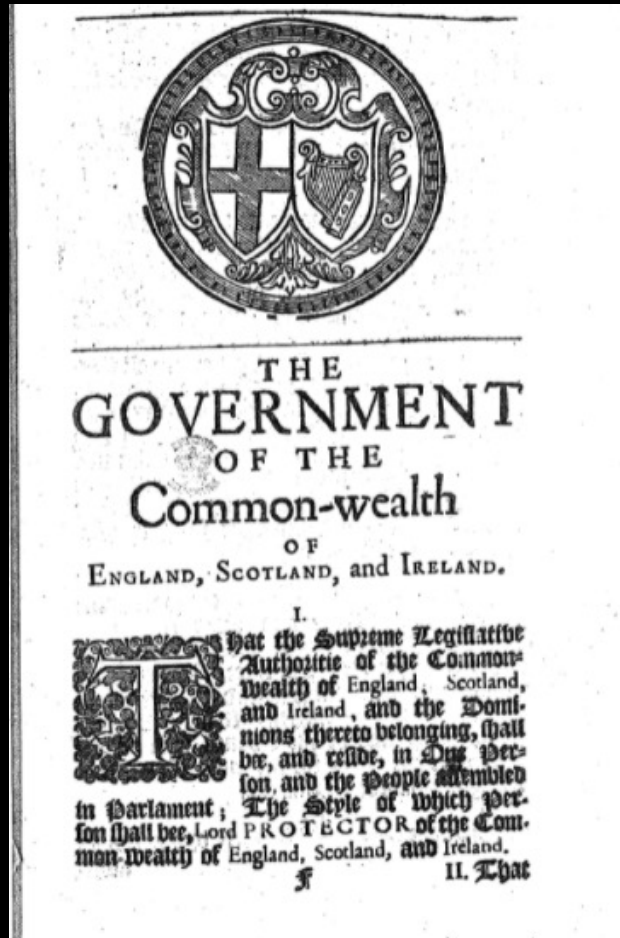 THE
GOVERNMENT
OF THE
Common-wealth
OF
ENGLAND, SCOTLAND, and IRELAND.
I.
That the Supreme Legislative
Authoritie of the Common=
wealth of England, Scotland,
and Ireland, and the Domi-
nions thereto belonging, shall
bee, and reside, in One Per-
son, and the People assembled
in Parlament; The Style of which Per-
son shall bee, Lord PROTECTOR of the Com-
mon-wealth of England, Scotland, and Ireland.
F
II. That